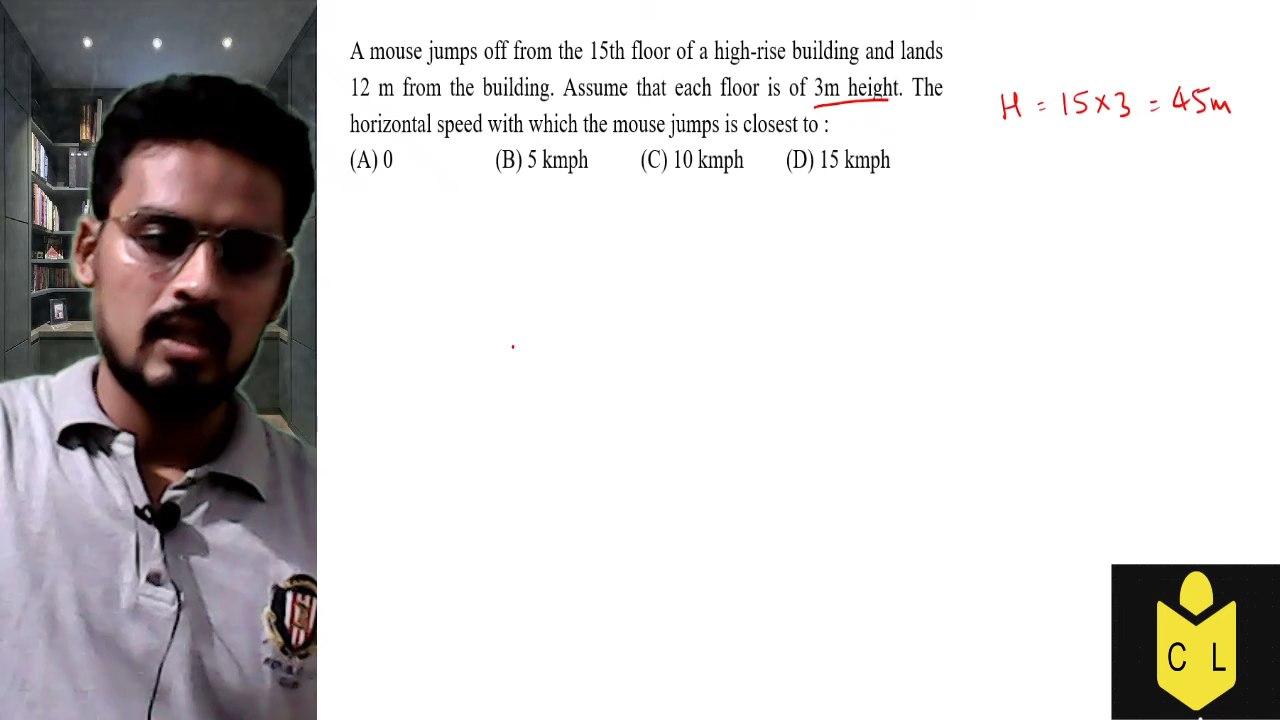 A mouse jumps off from the 15th floor of a high-rise building and lands
12 m from the building. Assume that each floor is of 3m height. The
horizontal speed with which the mouse jumps is closest to :
(A) 0 (B) 5 kmph (C) 10 kmph (D) 15 kmph
H = 15×3 = 45m
C L